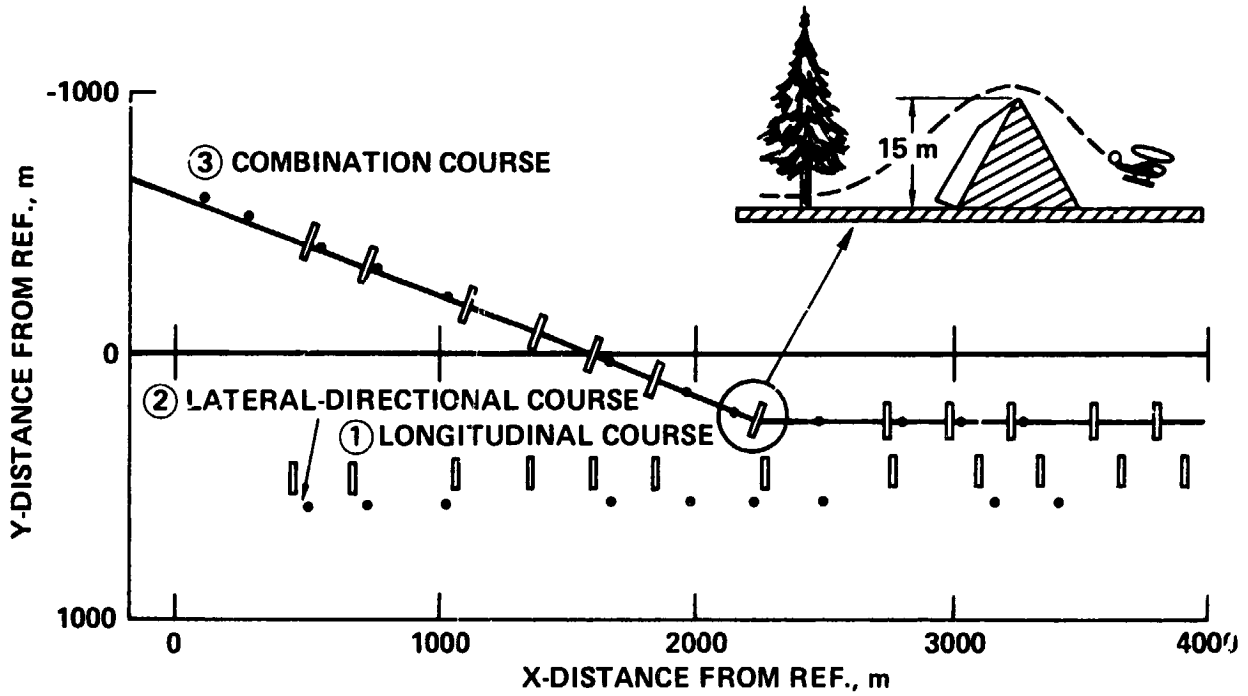 -1000
③ COMBINATION COURSE
15 m
0
② LATERAL-DIRECTIONAL COURSE
① LONGITUDINAL COURSE
1000
0 1000 2000 3000 4000
X-DISTANCE FROM REF., m
Y-DISTANCE FROM REF., m